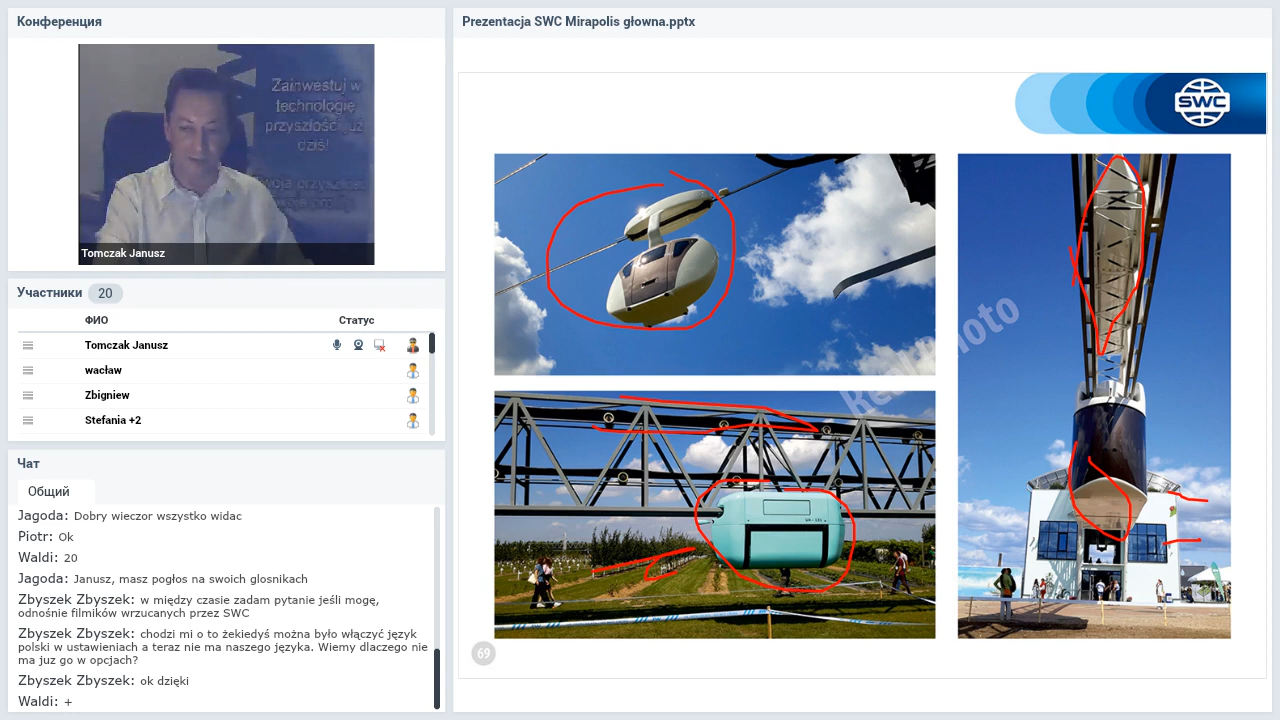 Конференция
Zainwestuj w
technologię
przyszłości już
dziś!
Tomczak Janusz
Участники 20
ФИО Статус
Tomczak Janusz
wacław
Zbigniew
Stefania +2
Чат
Общий
Jagoda: Dobry wieczor wszystko widac
Piotr: Ok
Waldi: 20
Jagoda: Janusz, masz pogłos na swoich glosnikach
Zbyszek Zbyszek: w między czasie zadam pytanie jeśli mogę,
odnośnie filmików wrzucanych przez SWC
Zbyszek Zbyszek: chodzi mi o to żekiedyś można było włączyć język
polski w ustawieniach a teraz nie ma naszego języka. Wiemy dlaczego nie
ma juz go w opcjach?
Zbyszek Zbyszek: ok dzięki
Waldi: +
Prezentacja SWC Mirapolis głowna.pptx
SWC
69